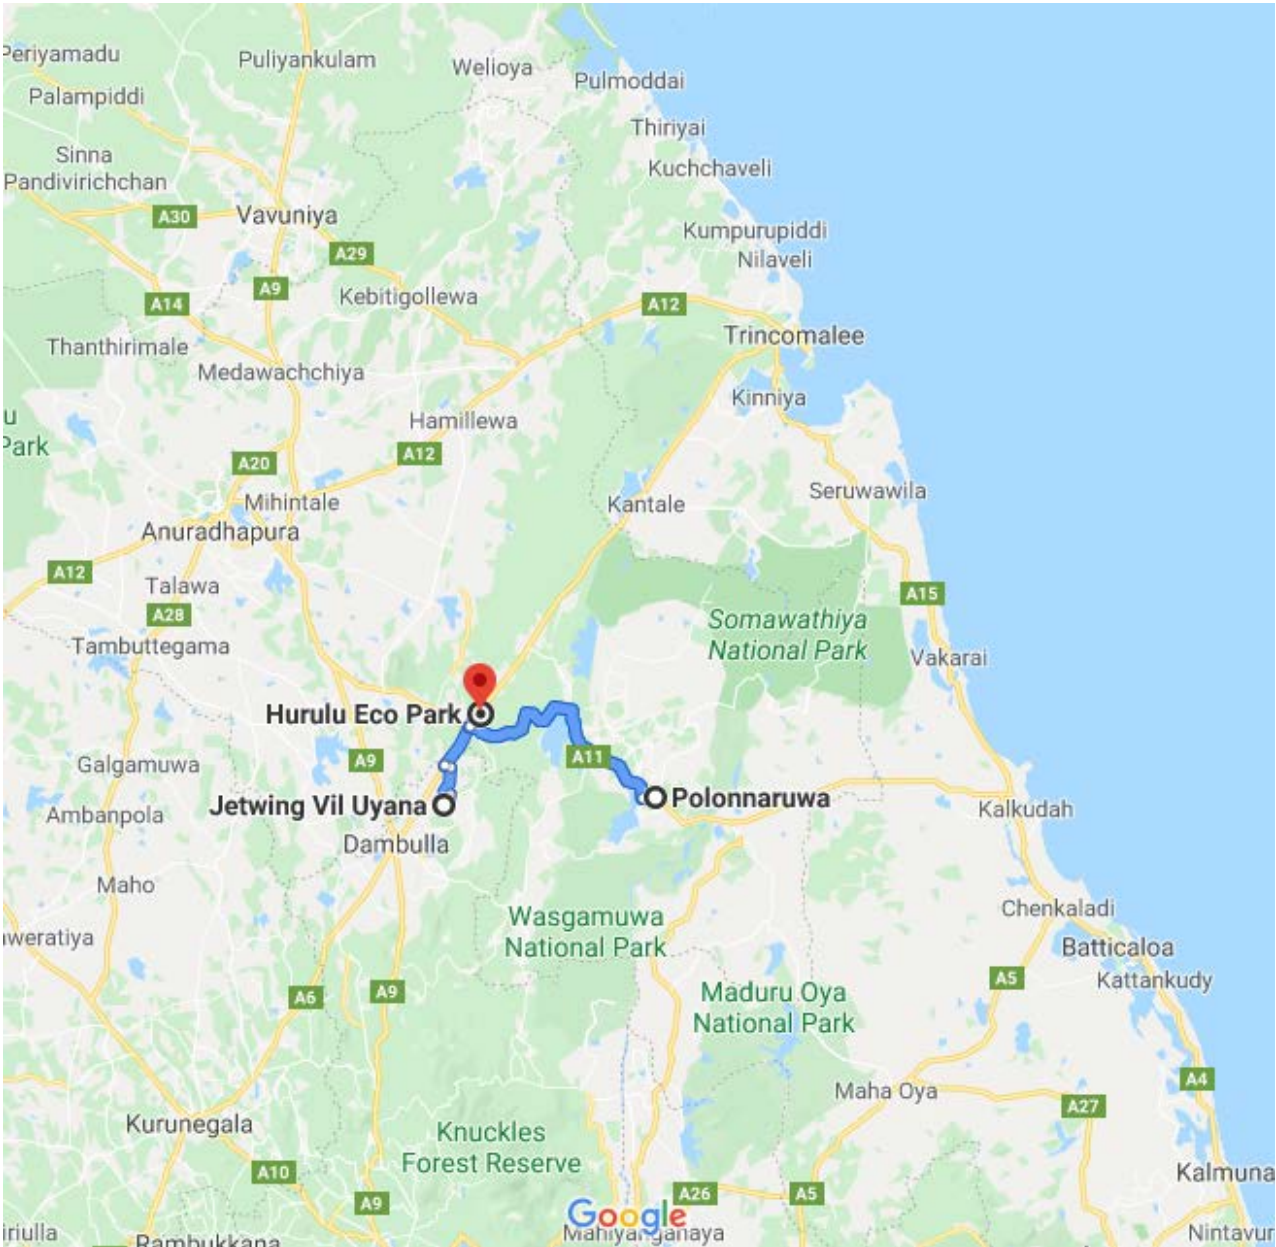 Periyamadu
Puliyankulam
Welioya
Pulmoddai
Palampiddi
Thiriyai
Sinna
Pandivirichchan
Kuchchaveli
A30
Vavuniya
Kumpurupiddi
Nilaveli
A29
A9
Kebitigollewa
A14
A12
Trincomalee
Thanthirimale
Medawachchiya
Kinniya
u
Park
Hamillewa
A12
A20
Mihintale
Kantale
Seruwawila
Anuradhapura
A12
Talawa
A28
A15
Somawathiya
National Park
Tambuttegama
Vakarai
Hurulu Eco Park
A9
A11
Galgamuwa
Jetwing Vil Uyana
Polonnaruwa
Ambanpola
Kalkudah
Dambulla
Maho
Chenkaladi
Wasgamuwa
National Park
aweratiya
Batticaloa
Kattankudy
A5
A6
A9
Maduru Oya
National Park
A4
Maha Oya
A27
Kurunegala
Knuckles
Forest Reserve
A10
Kalmuna
A9
A26
A5
Google
iriulla
Rambukkana
Mahiyanganaya
Nintavur